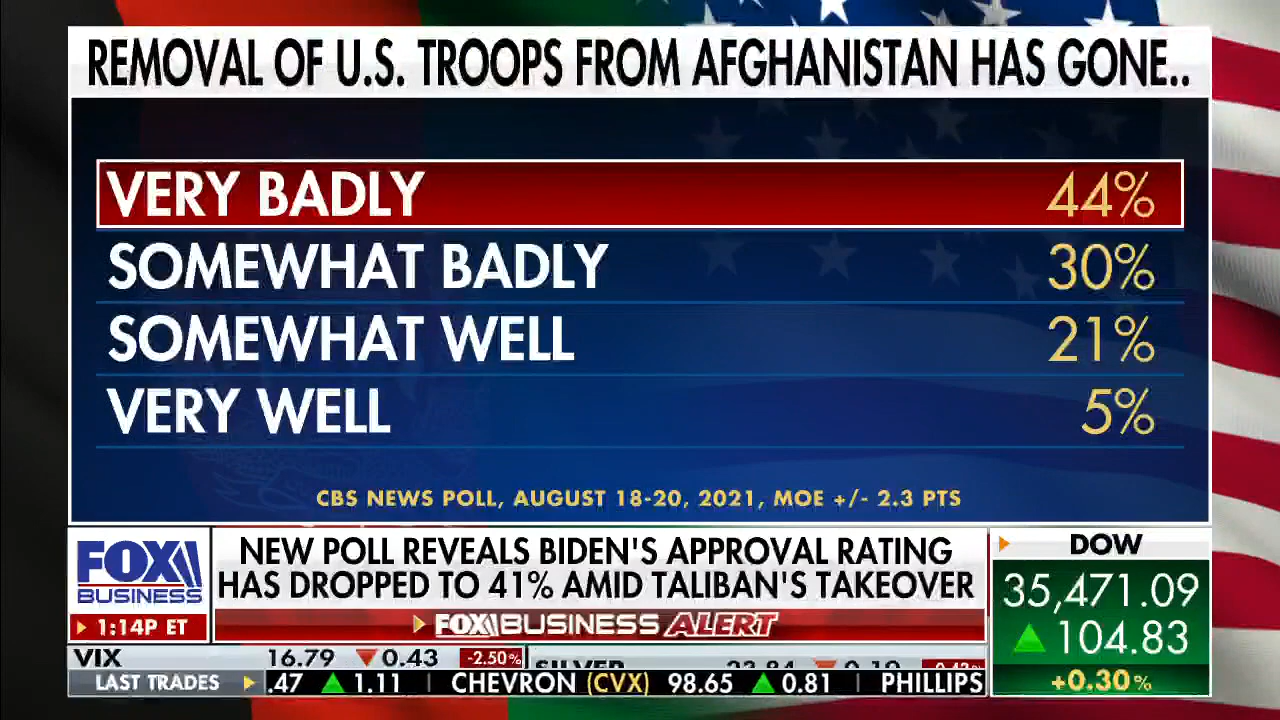 REMOVAL OF U.S. TROOPS FROM AFGHANISTAN HAS GONE..
VERY BADLY 44%
SOMEWHAT BADLY 30%
SOMEWHAT WELL 21%
VERY WELL 5%
CBS NEWS POLL, AUGUST 18-20, 2021, MOE +/- 2.3 PTS
FOX BUSINESS
1:14P ET
NEW POLL REVEALS BIDEN'S APPROVAL RATING
HAS DROPPED TO 41% AMID TALIBAN'S TAKEOVER
FOX BUSINESS ALERT
DOW
35,471.09
104.83
+0.30%
VIX 16.79 0.43 -2.50% SILVER
LAST TRADES .47 1.11 CHEVRON (CVX) 98.65 0.81 PHILLIPS